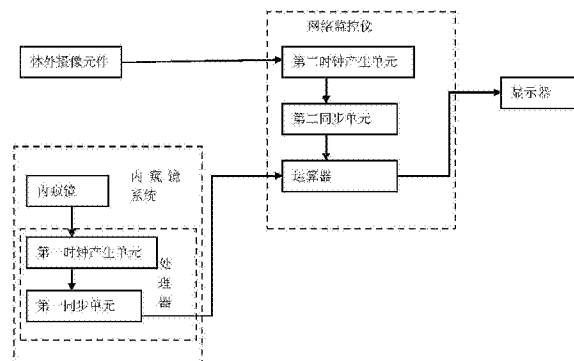 网络监控仪
体外摄像元件
第二时钟产生单元
显示器
第二同步单元
运算器
内窥镜
系统
内窥镜
第一时钟产生单元
处
理
器
第一同步单元